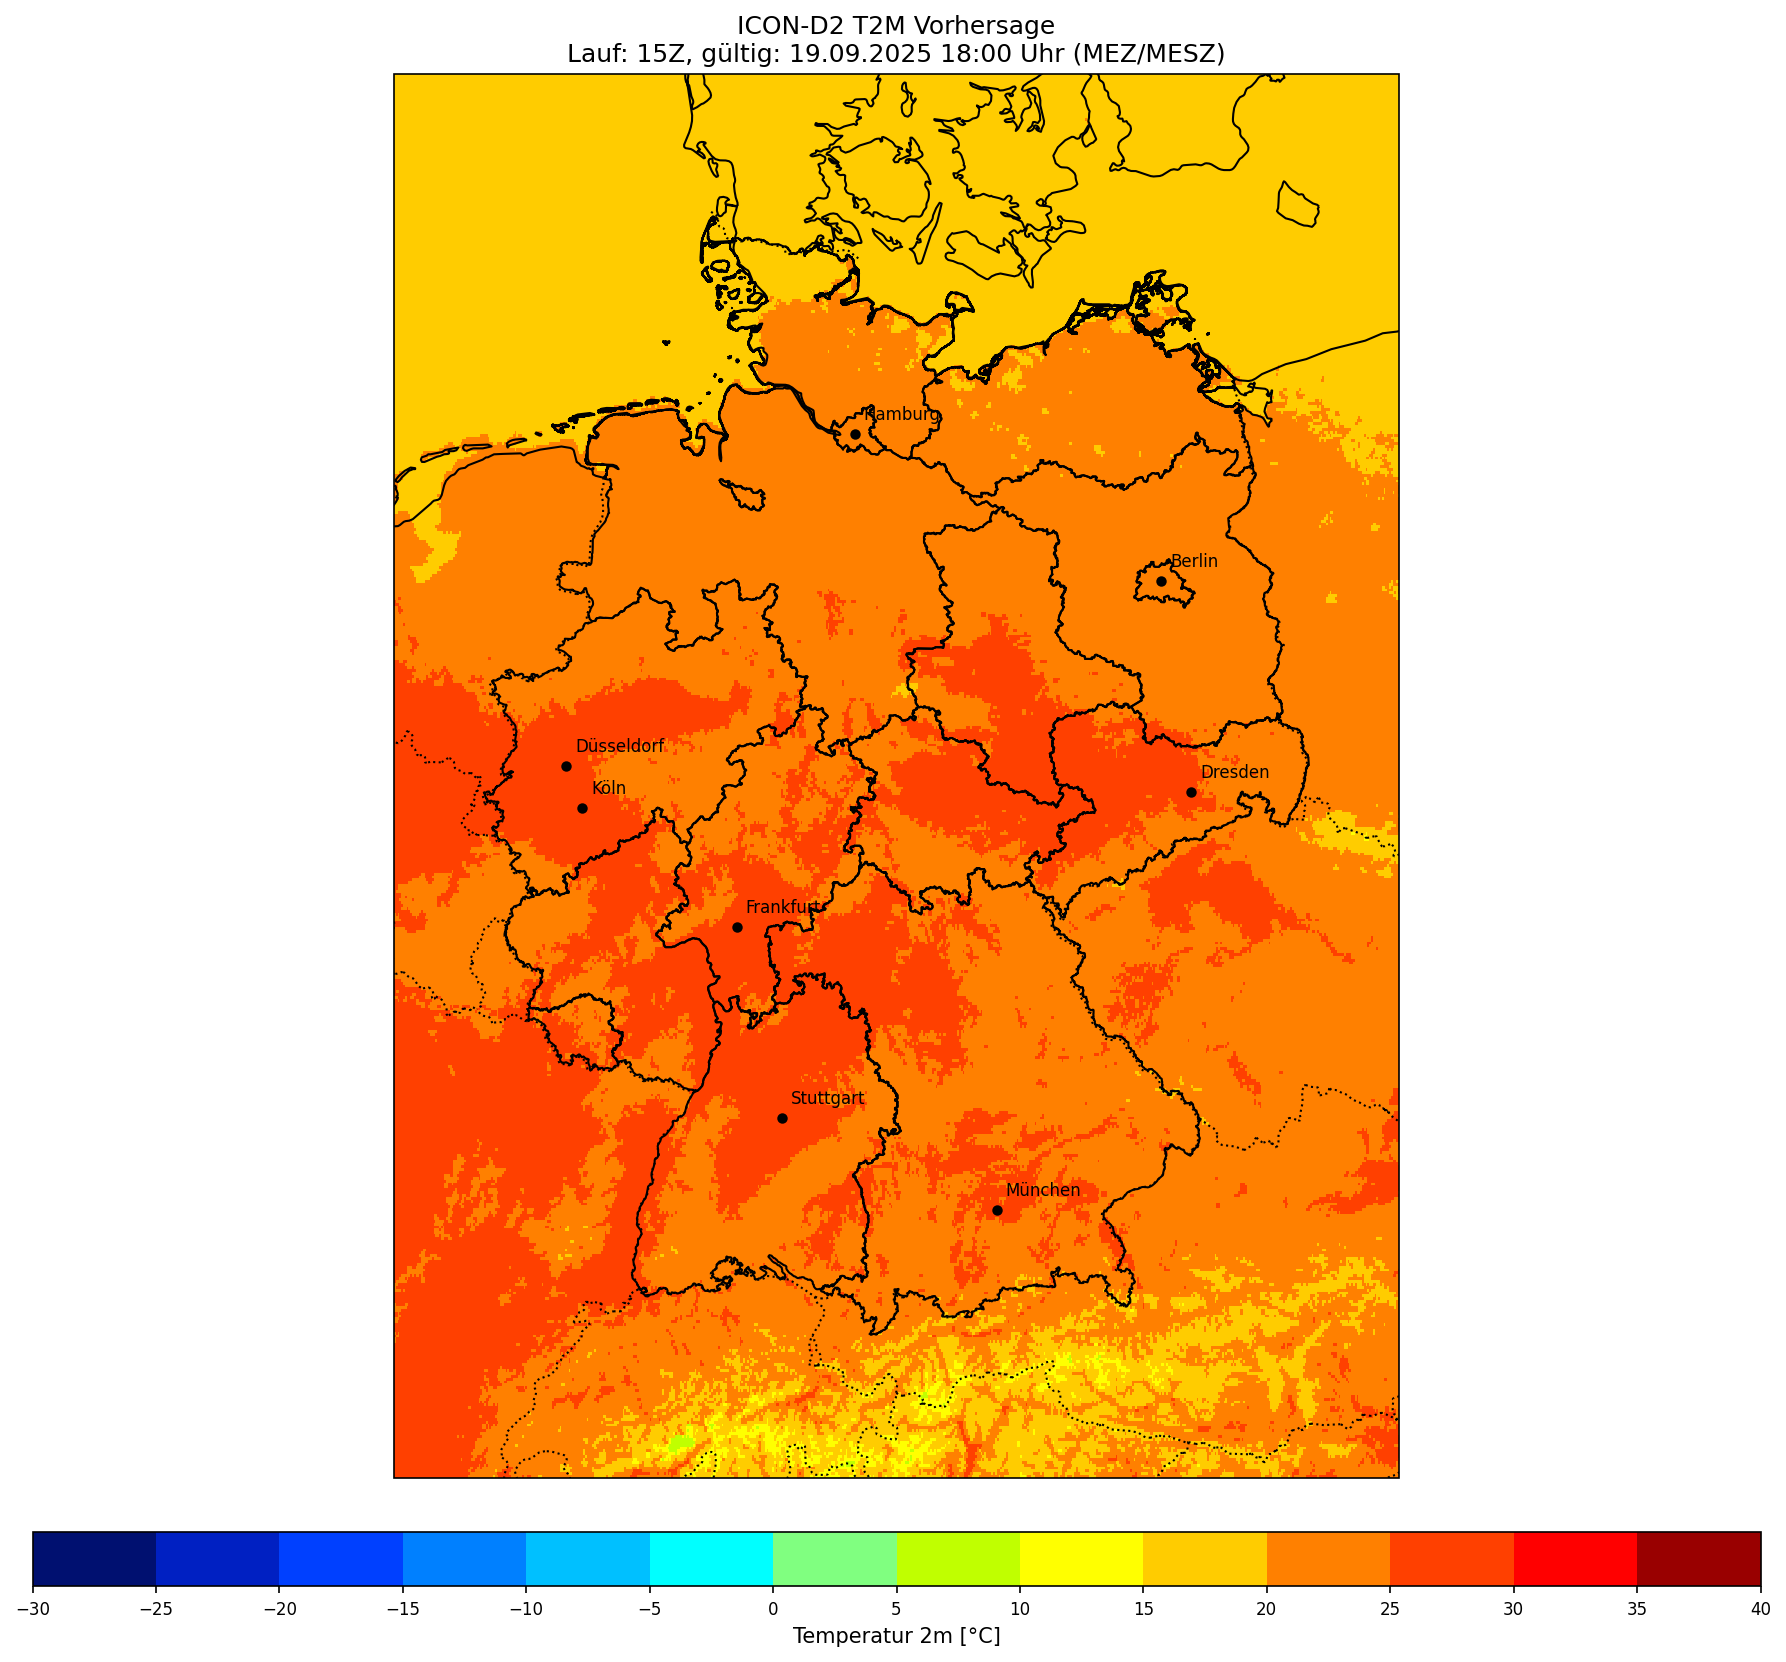 ICON-D2 T2M Vorhersage
Lauf: 15Z, gültig: 19.09.2025 18:00 Uhr (MEZ/MESZ)
Hamburg
Berlin
Düsseldorf
Köln
Dresden
Frankfurt
Stuttgart
München
−30 −25 −20 −15 −10 −5 0 5 10 15 20 25 30 35 40
Temperatur 2m [°C]